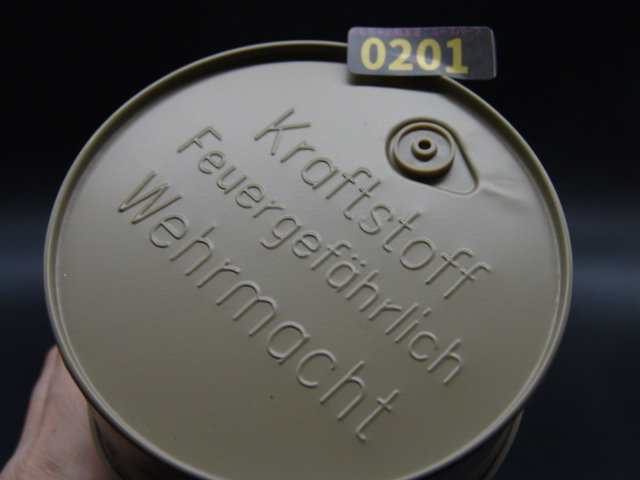 0201
Kraftstoff
Feuergefährlich
Wehrmacht